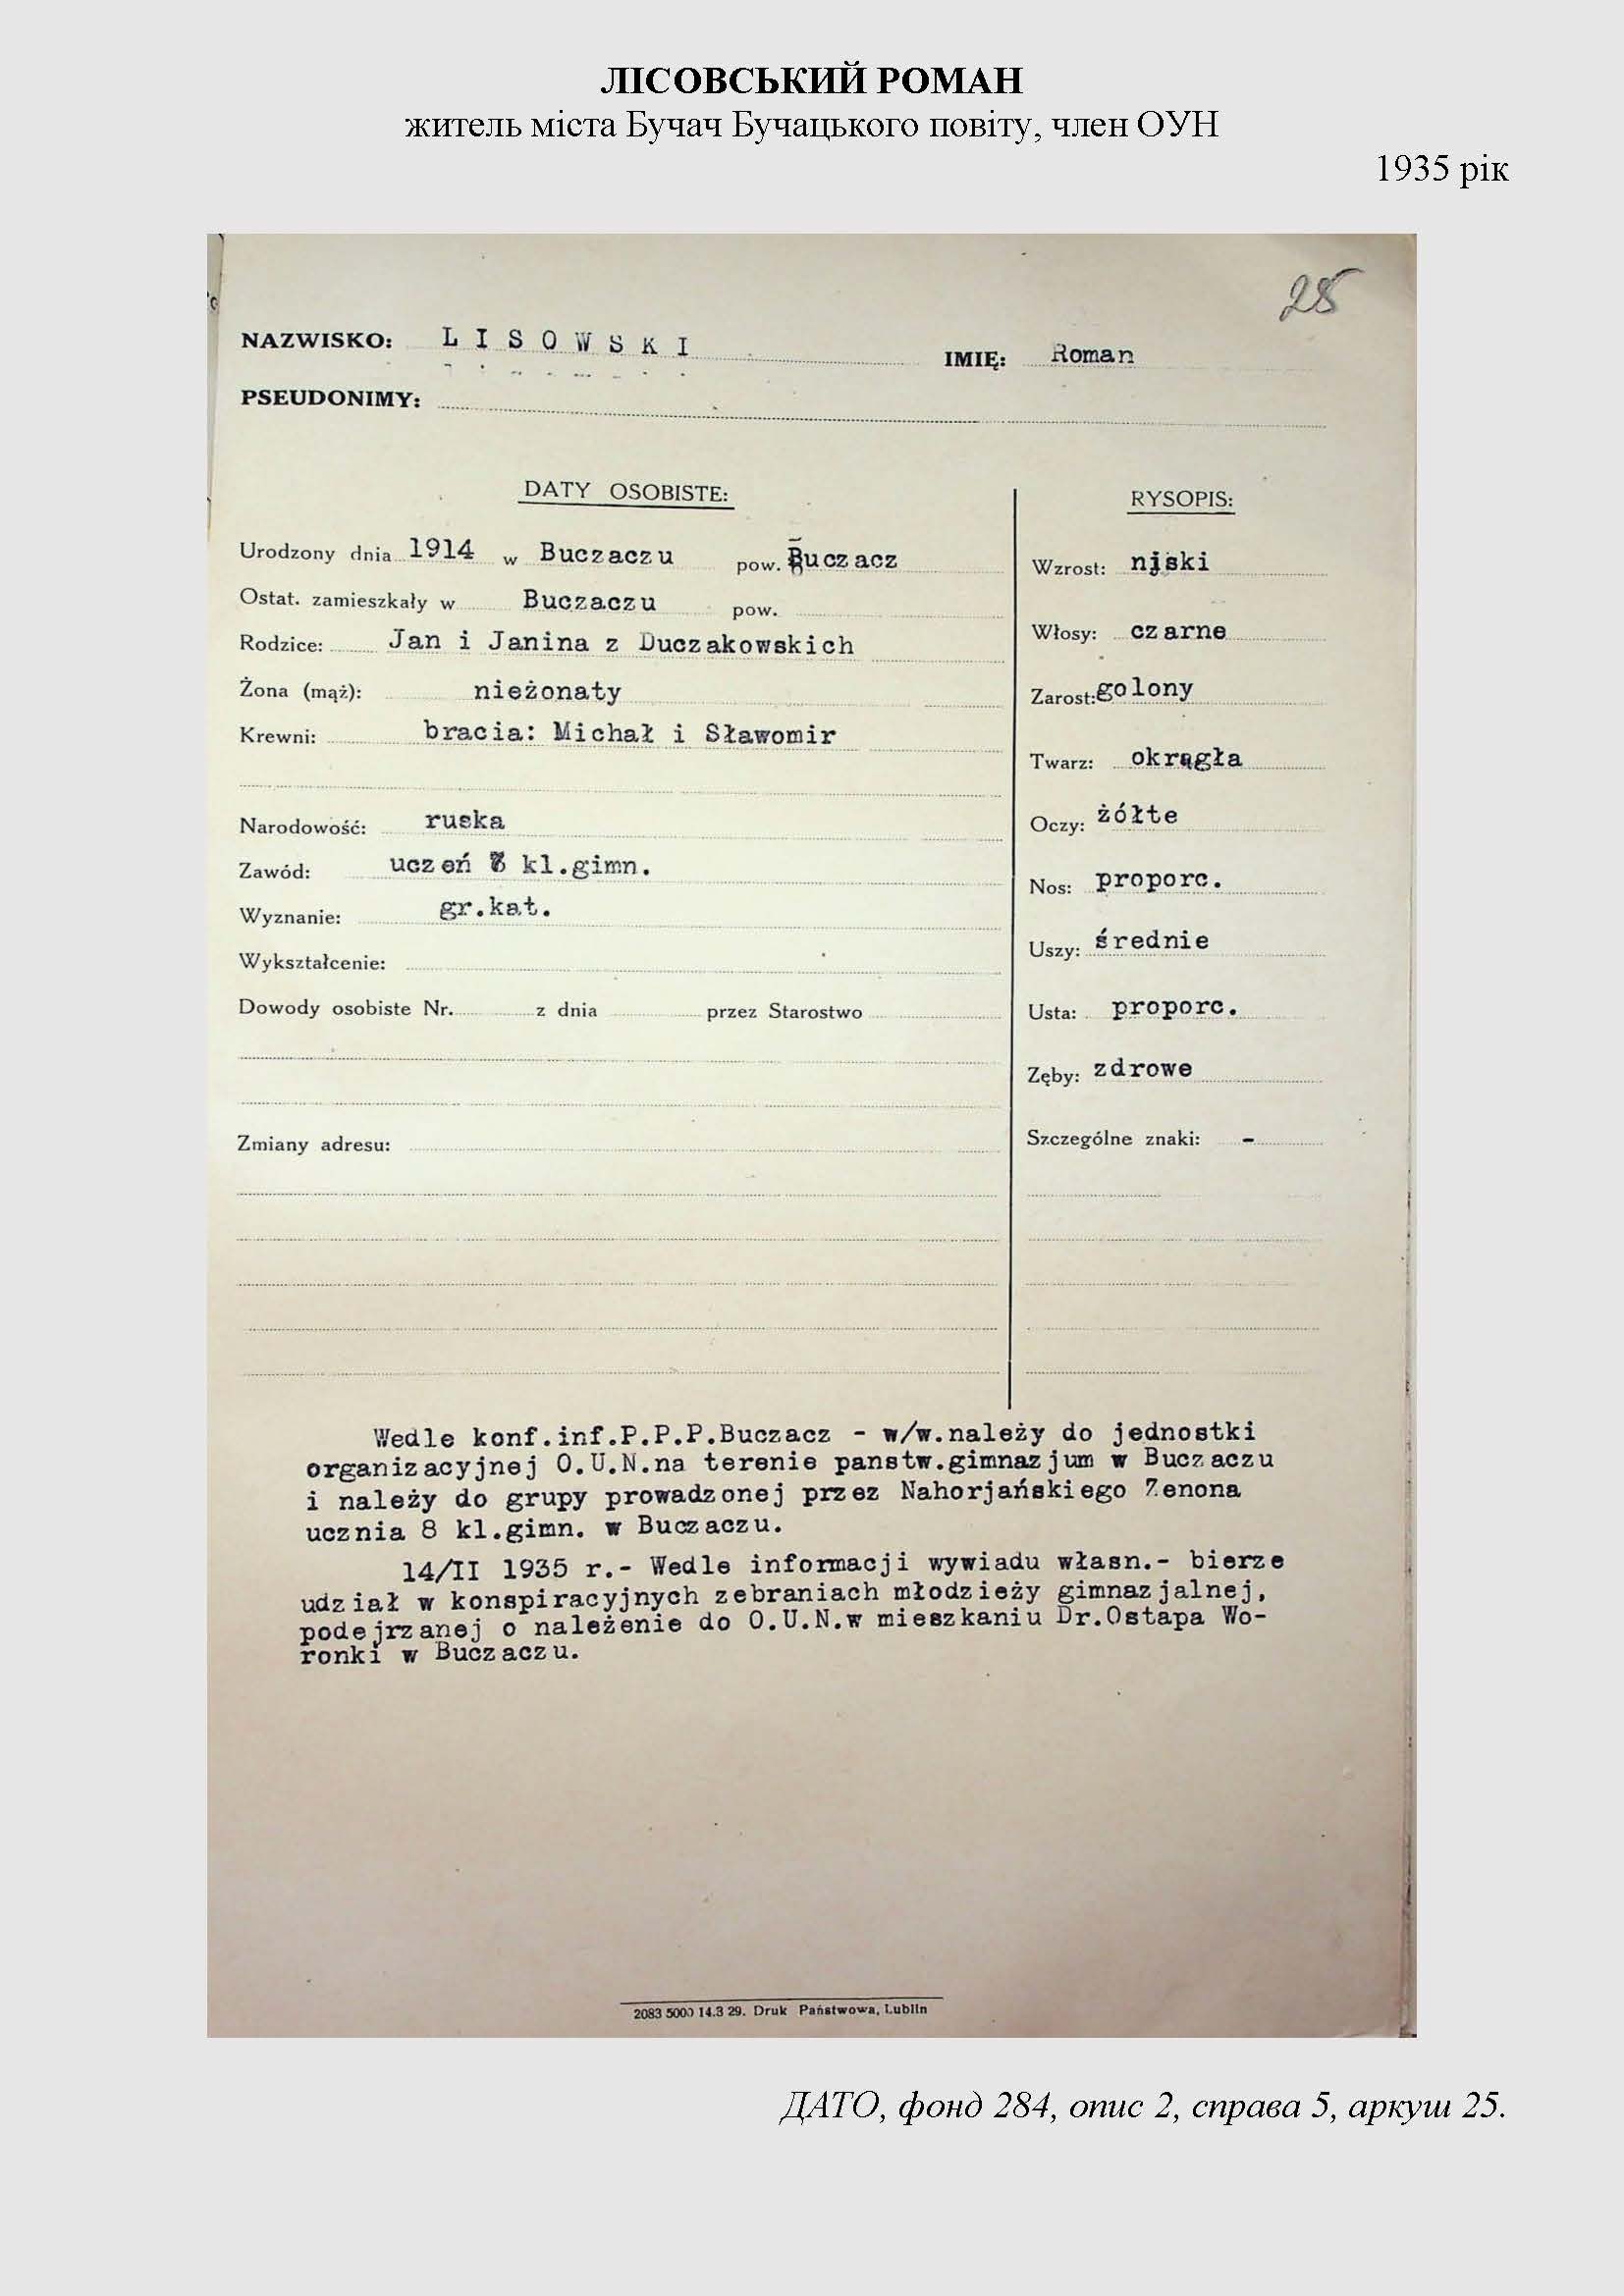 ЛІСОВСЬКИЙ РОМАН
житель міста Бучач Бучацького повіту, член ОУН
1935 рік
25
NAZWISKO: LISOWSKI IMIĘ: Roman
PSEUDONIMY:
DATY OSOBISTE:
Urodzony dnia 1914 w Buczaczu pow. Buczacz
Ostat. zamieszkały w Buczaczu pow.
Rodzice: Jan i Janina z Duczakowskich
Żona (mąż): nieżonaty
Krewni: bracia: Michał i Sławomir
Narodowość: ruska
Zawód: uczeń kl.gimn.
Wyznanie: gr.kat.
Wykształcenie:
Dowody osobiste Nr. z dnia przez Starostwo
Zmiany adresu:
RYSOPIS:
Wzrost: njski
Włosy: czarne
Zarost: golony
Twarz: okrągła
Oczy: żółte
Nos: proporc.
Uszy: średnie
Usta: proporc.
Zęby: zdrowe
Szczególne znaki: -
Wedle konf.inf.P.P.P.Buczacz - w/w.należy do jednostki
organizacyjnej O.U.N.na terenie panstw.gimnazjum w Buczaczu
i należy do grupy prowadzonej przez Nahorjańskiego Zenona
ucznia 8 kl.gimn. w Buczaczu.
14/II 1935 r.- Wedle informacji wywiadu własn.- bierze
udział w konspiracyjnych zebraniach młodzieży gimnazjalnej,
podejrzanej o należenie do O.U.N.w mieszkaniu Dr.Ostapa Wo-
ronki w Buczaczu.
2083 5000 14.3 29. Druk Państwowa, Lublin
ДАТО, фонд 284, опис 2, справа 5, аркуш 25.